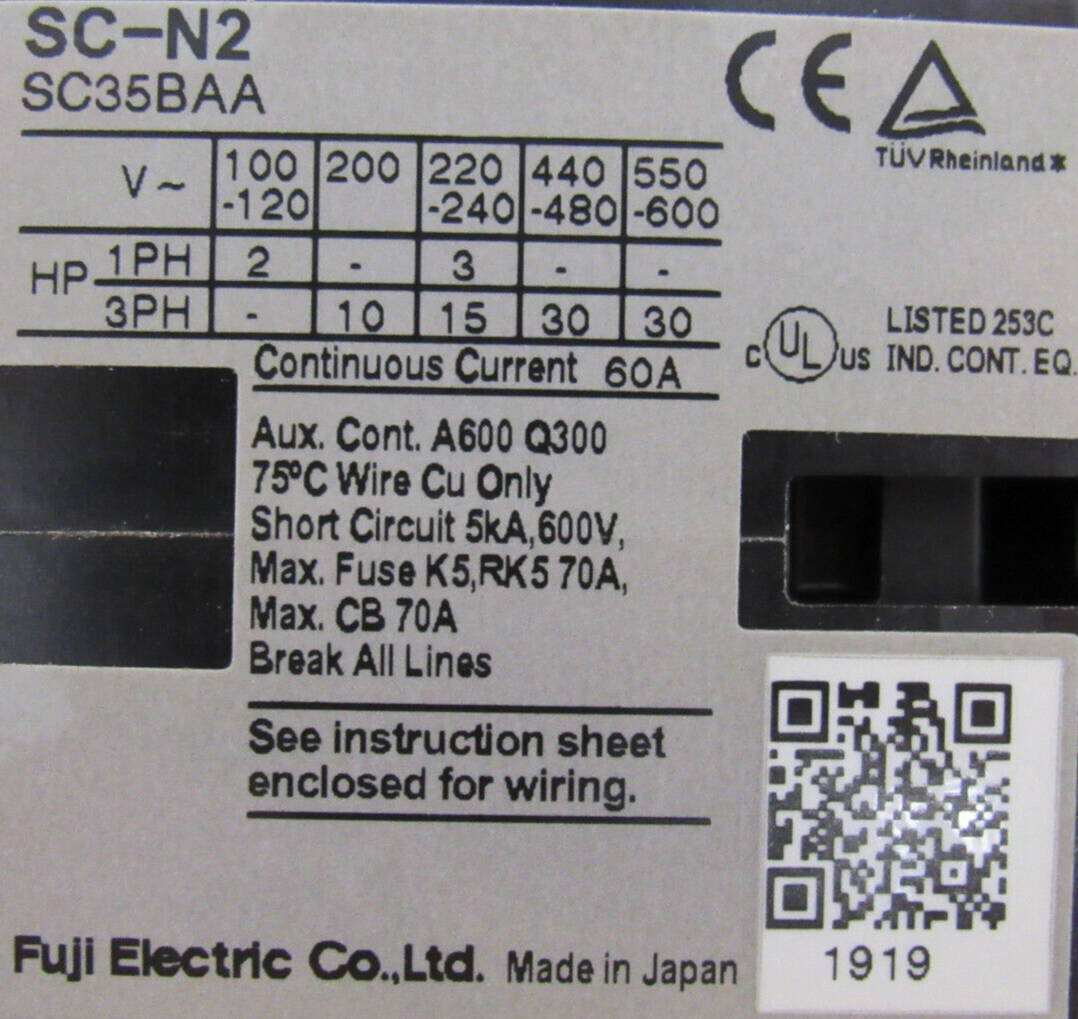 SC-N2
SC35BAA
CE
TÜVRheinland*
V~ 100-120 200 220-240 440-480 550-600
HP 1PH 2 - 3 - -
3PH - 10 15 30 30
Continuous Current 60A
C UL US LISTED 253C
IND. CONT. EQ.
Aux. Cont. A600 Q300
75°C Wire Cu Only
Short Circuit 5kA,600V,
Max. Fuse K5,RK5 70A,
Max. CB 70A
Break All Lines
See instruction sheet
enclosed for wiring.
Fuji Electric Co.,Ltd. Made in Japan
1919